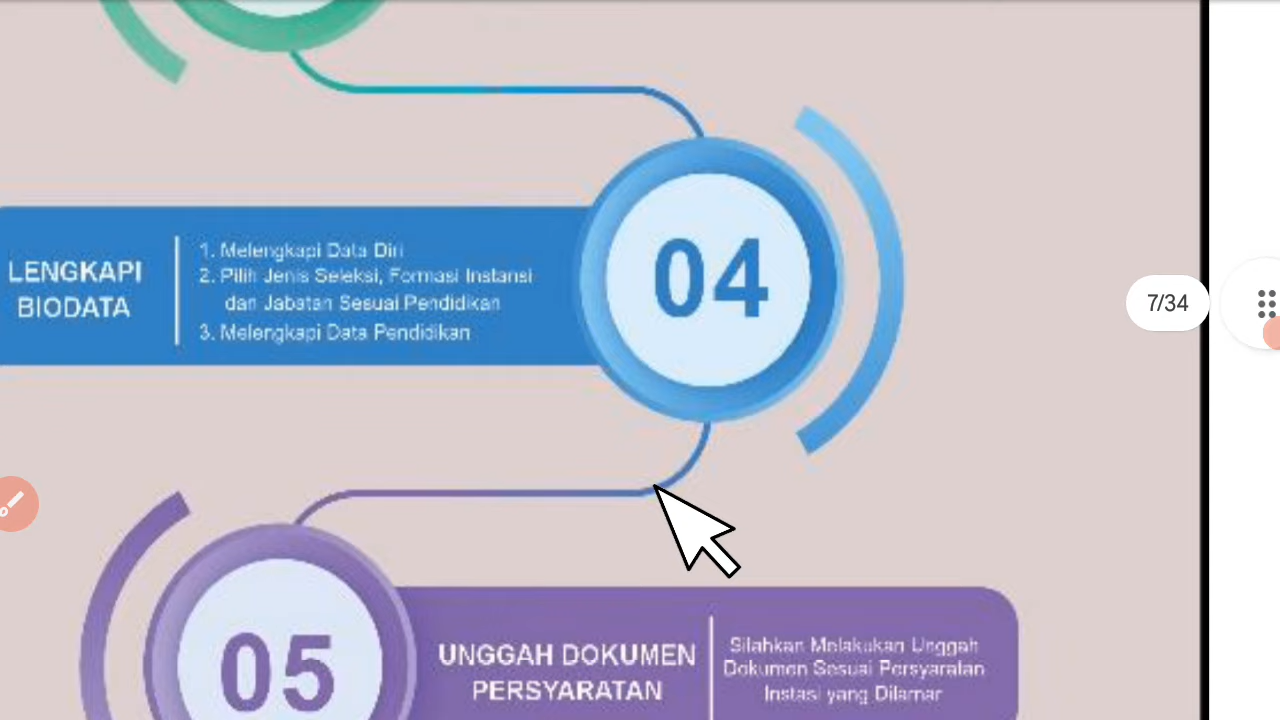 LENGKAPI
BIODATA
1. Melengkapi Data Diri
2. Pilih Jenis Seleksi, Formasi Instansi
dan Jabatan Sesuai Pendidikan
3. Melengkapi Data Pendidikan
04
7/34
05
UNGGAH DOKUMEN
PERSYARATAN
Silahkan Melakukan Unggah
Dokumen Sesuai Persyaratan
Instasi yang Dilamar